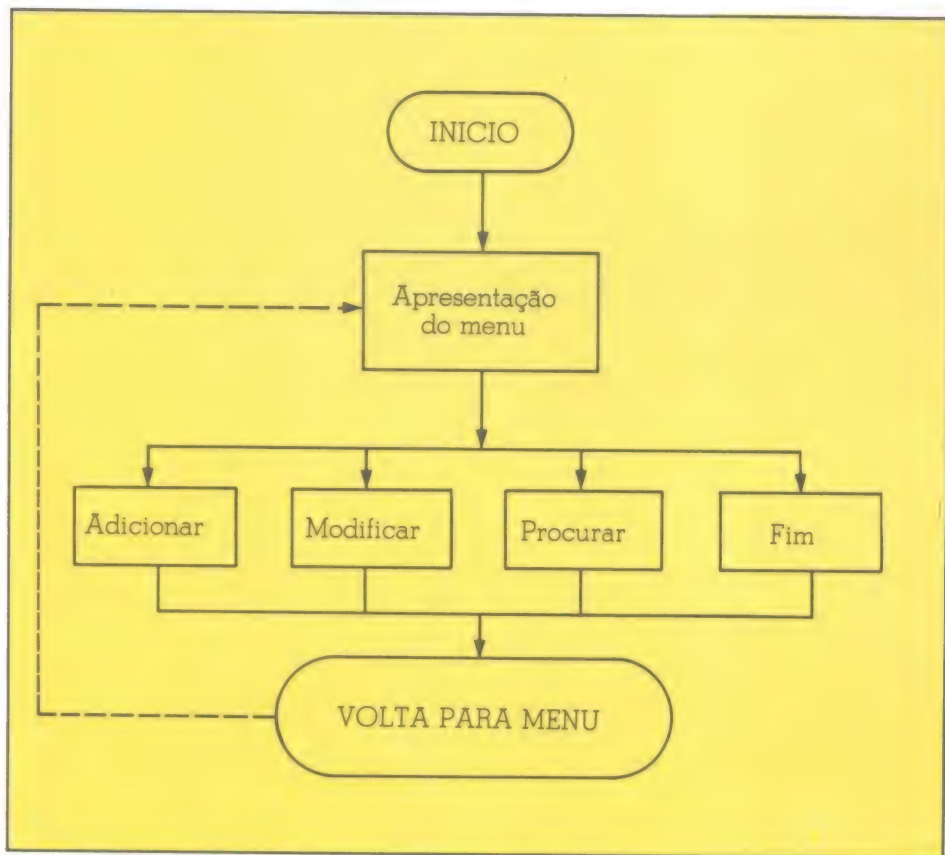 INICIO
Apresentação
do menu
Adicionar
Modificar
Procurar
Fim
VOLTA PARA MENU